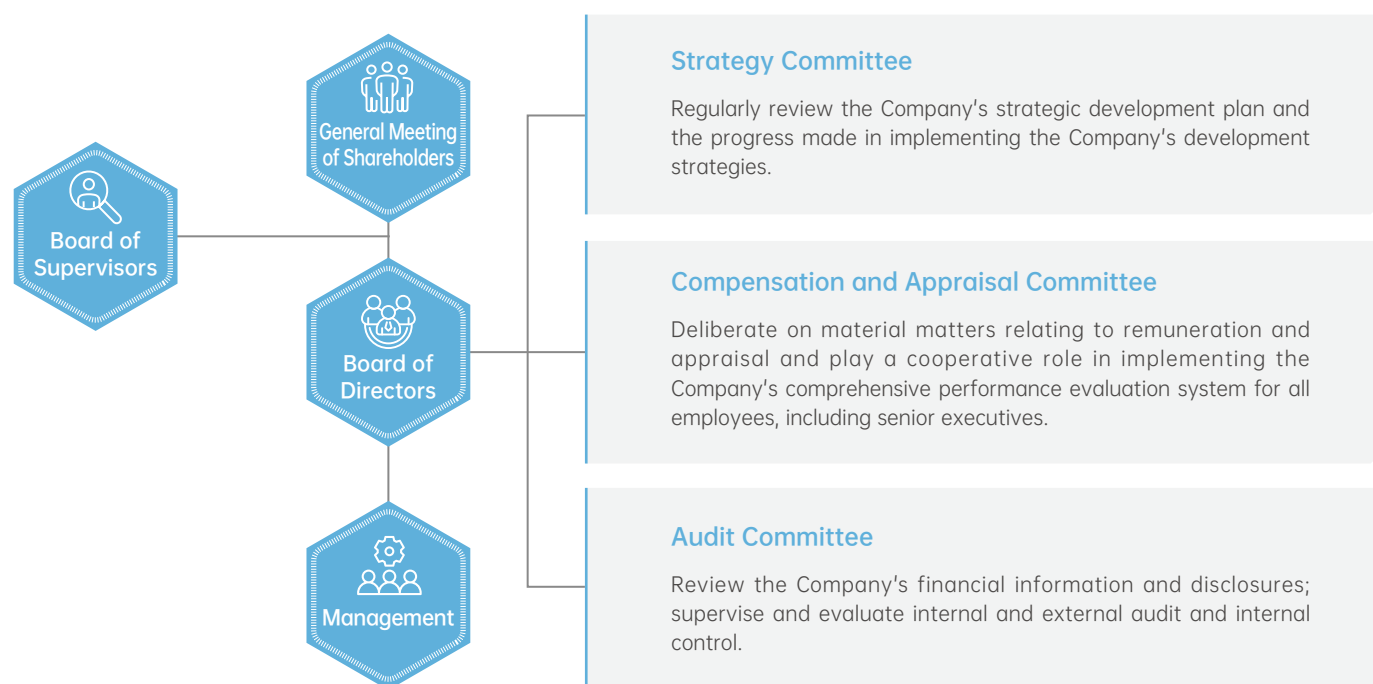 General Meeting
of Shareholders
Board of
Supervisors
Board of
Directors
Management
Strategy Committee
Regularly review the Company's strategic development plan and
the progress made in implementing the Company's development
strategies.
Compensation and Appraisal Committee
Deliberate on material matters relating to remuneration and
appraisal and play a cooperative role in implementing the
Company's comprehensive performance evaluation system for all
employees, including senior executives.
Audit Committee
Review the Company's financial information and disclosures;
supervise and evaluate internal and external audit and internal
control.